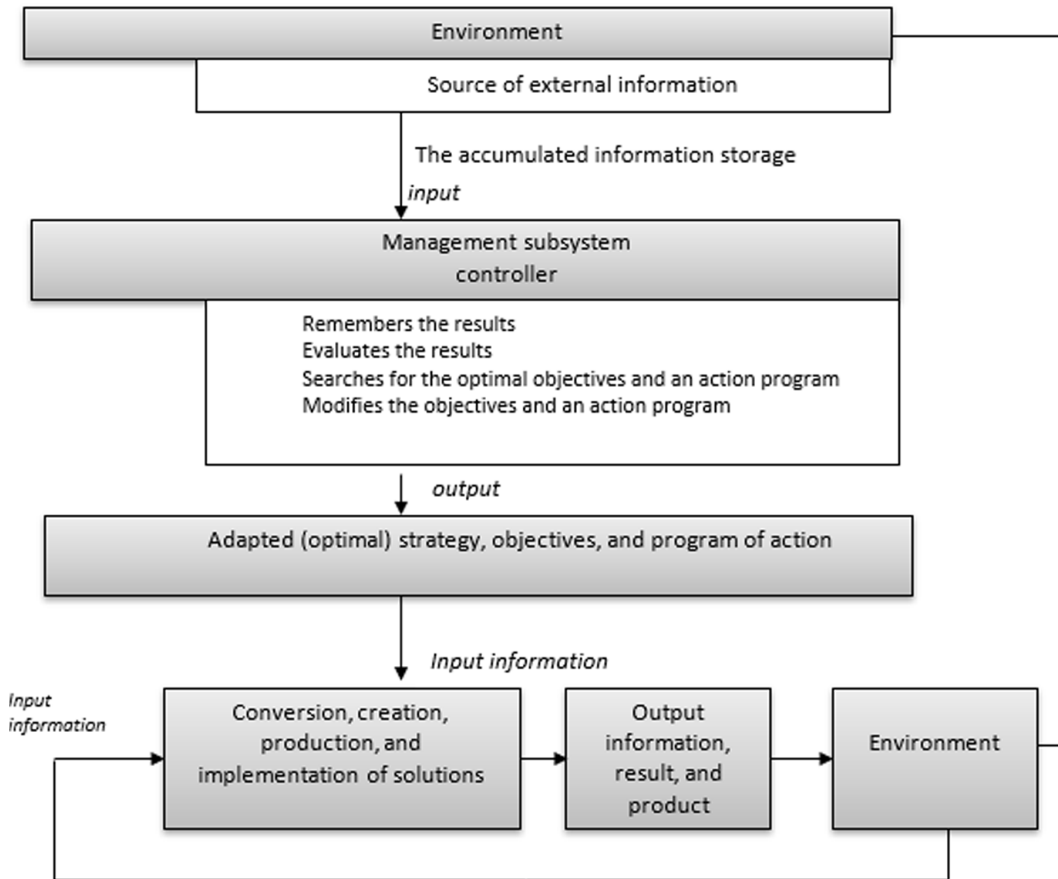 Environment
Source of external information
The accumulated information storage
input
Management subsystem
controller
Remembers the results
Evaluates the results
Searches for the optimal objectives and an action program
Modifies the objectives and an action program
output
Adapted (optimal) strategy, objectives, and program of action
Input information
Input
information
Conversion, creation,
production, and
implementation of solutions
Output
information,
result, and
product
Environment